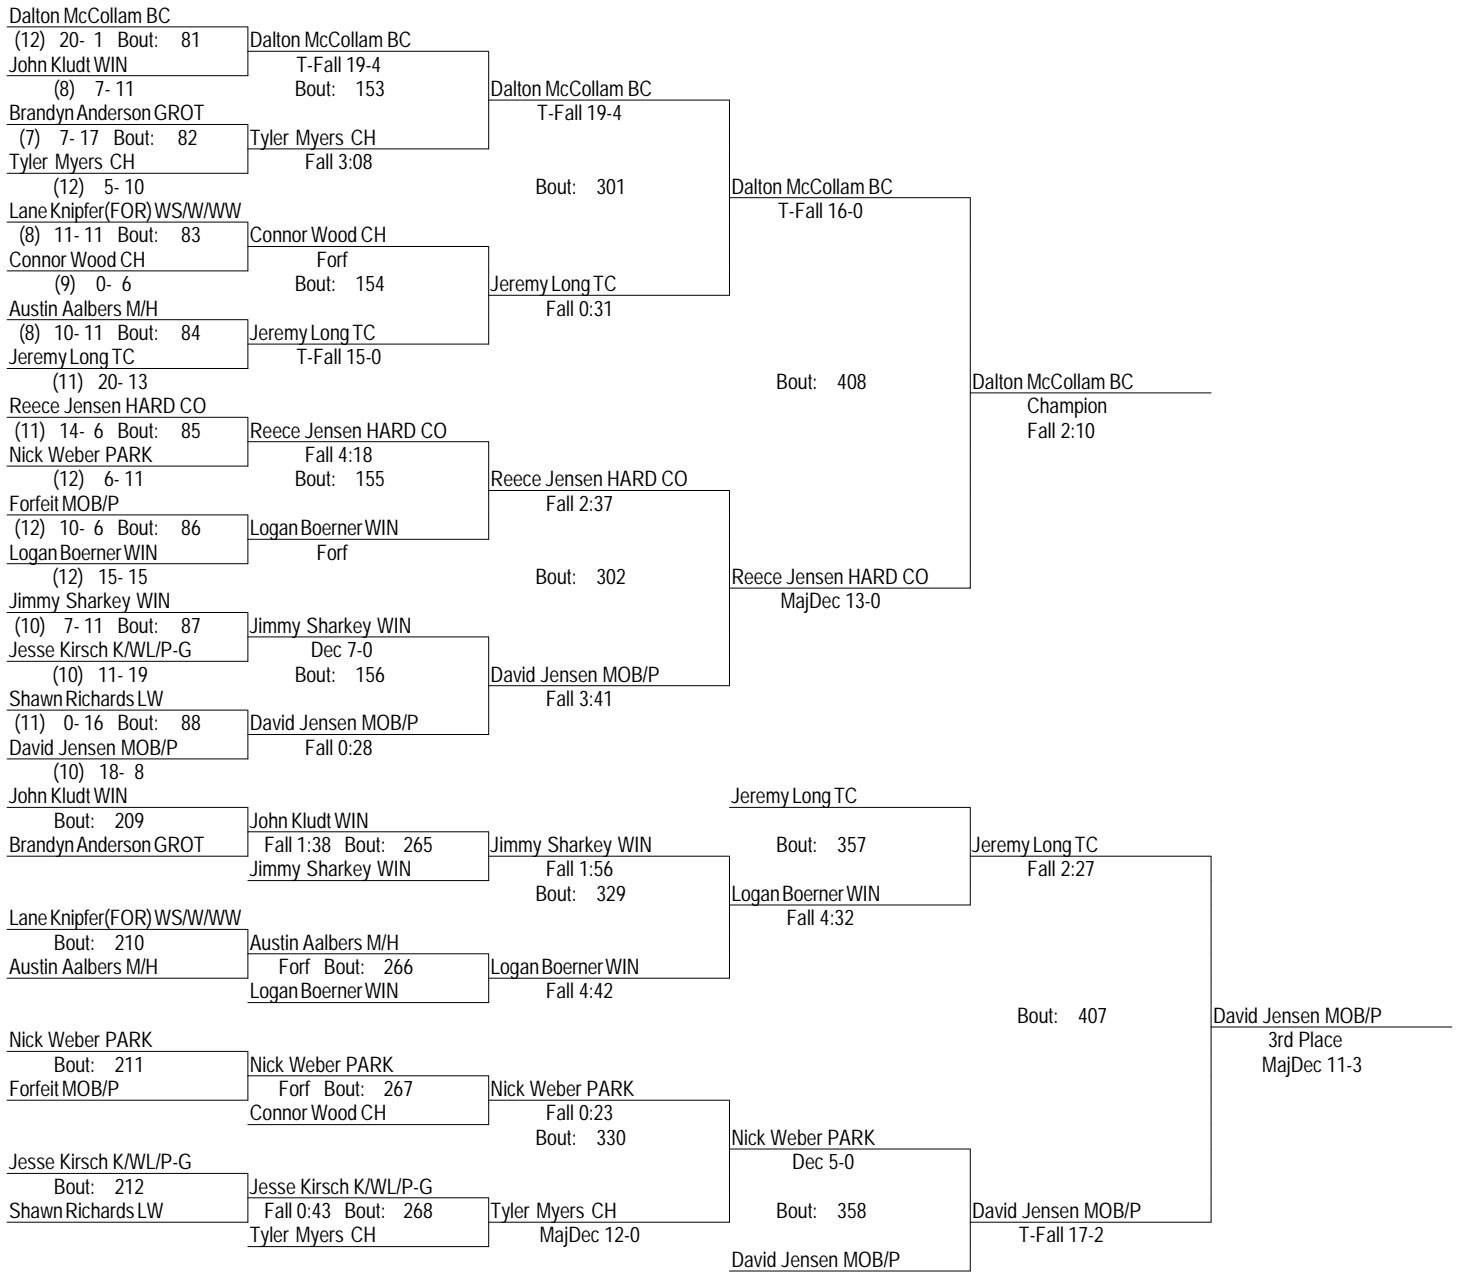 Dalton McCollam BC
(12) 20- 1 Bout: 81 Dalton McCollam BC
John Kludt WIN T-Fall 19-4
(8) 7- 11 Bout: 153 Dalton McCollam BC
Brandyn Anderson GROT T-Fall 19-4
(7) 7- 17 Bout: 82 Tyler Myers CH
Tyler Myers CH Fall 3:08
(12) 5- 10 Bout: 301 Dalton McCollam BC
Lane Knipfer(FOR) WS/W/WW T-Fall 16-0
(8) 11- 11 Bout: 83 Connor Wood CH
Connor Wood CH Forf
(9) 0- 6 Bout: 154 Jeremy Long TC
Austin Aalbers M/H Fall 0:31
(8) 10- 11 Bout: 84 Jeremy Long TC
Jeremy Long TC T-Fall 15-0
(11) 20- 13 Bout: 408 Dalton McCollam BC
Reece Jensen HARD CO Champion
(11) 14- 6 Bout: 85 Reece Jensen HARD CO Fall 2:10
Nick Weber PARK Fall 4:18
(12) 6- 11 Bout: 155 Reece Jensen HARD CO
Forfeit MOB/P Fall 2:37
(12) 10- 6 Bout: 86 Logan Boerner WIN
Logan Boerner WIN Forf
(12) 15- 15 Bout: 302 Reece Jensen HARD CO
Jimmy Sharkey WIN MajDec 13-0
(10) 7- 11 Bout: 87 Jimmy Sharkey WIN
Jesse Kirsch K/WL/P-G Dec 7-0
(10) 11- 19 Bout: 156 David Jensen MOB/P
Shawn Richards LW Fall 3:41
(11) 0- 16 Bout: 88 David Jensen MOB/P
David Jensen MOB/P Fall 0:28
(10) 18- 8
John Kludt WIN Jeremy Long TC
Bout: 209 John Kludt WIN
Brandyn Anderson GROT Fall 1:38 Bout: 265 Jimmy Sharkey WIN Bout: 357 Jeremy Long TC
Jimmy Sharkey WIN Fall 1:56 Fall 2:27
Bout: 329 Logan Boerner WIN
Lane Knipfer(FOR) WS/W/WW Fall 4:32
Bout: 210 Austin Aalbers M/H
Austin Aalbers M/H Forf Bout: 266 Logan Boerner WIN
Logan Boerner WIN Fall 4:42
Bout: 407 David Jensen MOB/P
Nick Weber PARK 3rd Place
Bout: 211 Nick Weber PARK MajDec 11-3
Forfeit MOB/P Forf Bout: 267 Nick Weber PARK
Connor Wood CH Fall 0:23
Bout: 330 Nick Weber PARK
Jesse Kirsch K/WL/P-G Dec 5-0
Bout: 212 Jesse Kirsch K/WL/P-G
Shawn Richards LW Fall 0:43 Bout: 268 Tyler Myers CH Bout: 358 David Jensen MOB/P
Tyler Myers CH MajDec 12-0 T-Fall 17-2
David Jensen MOB/P